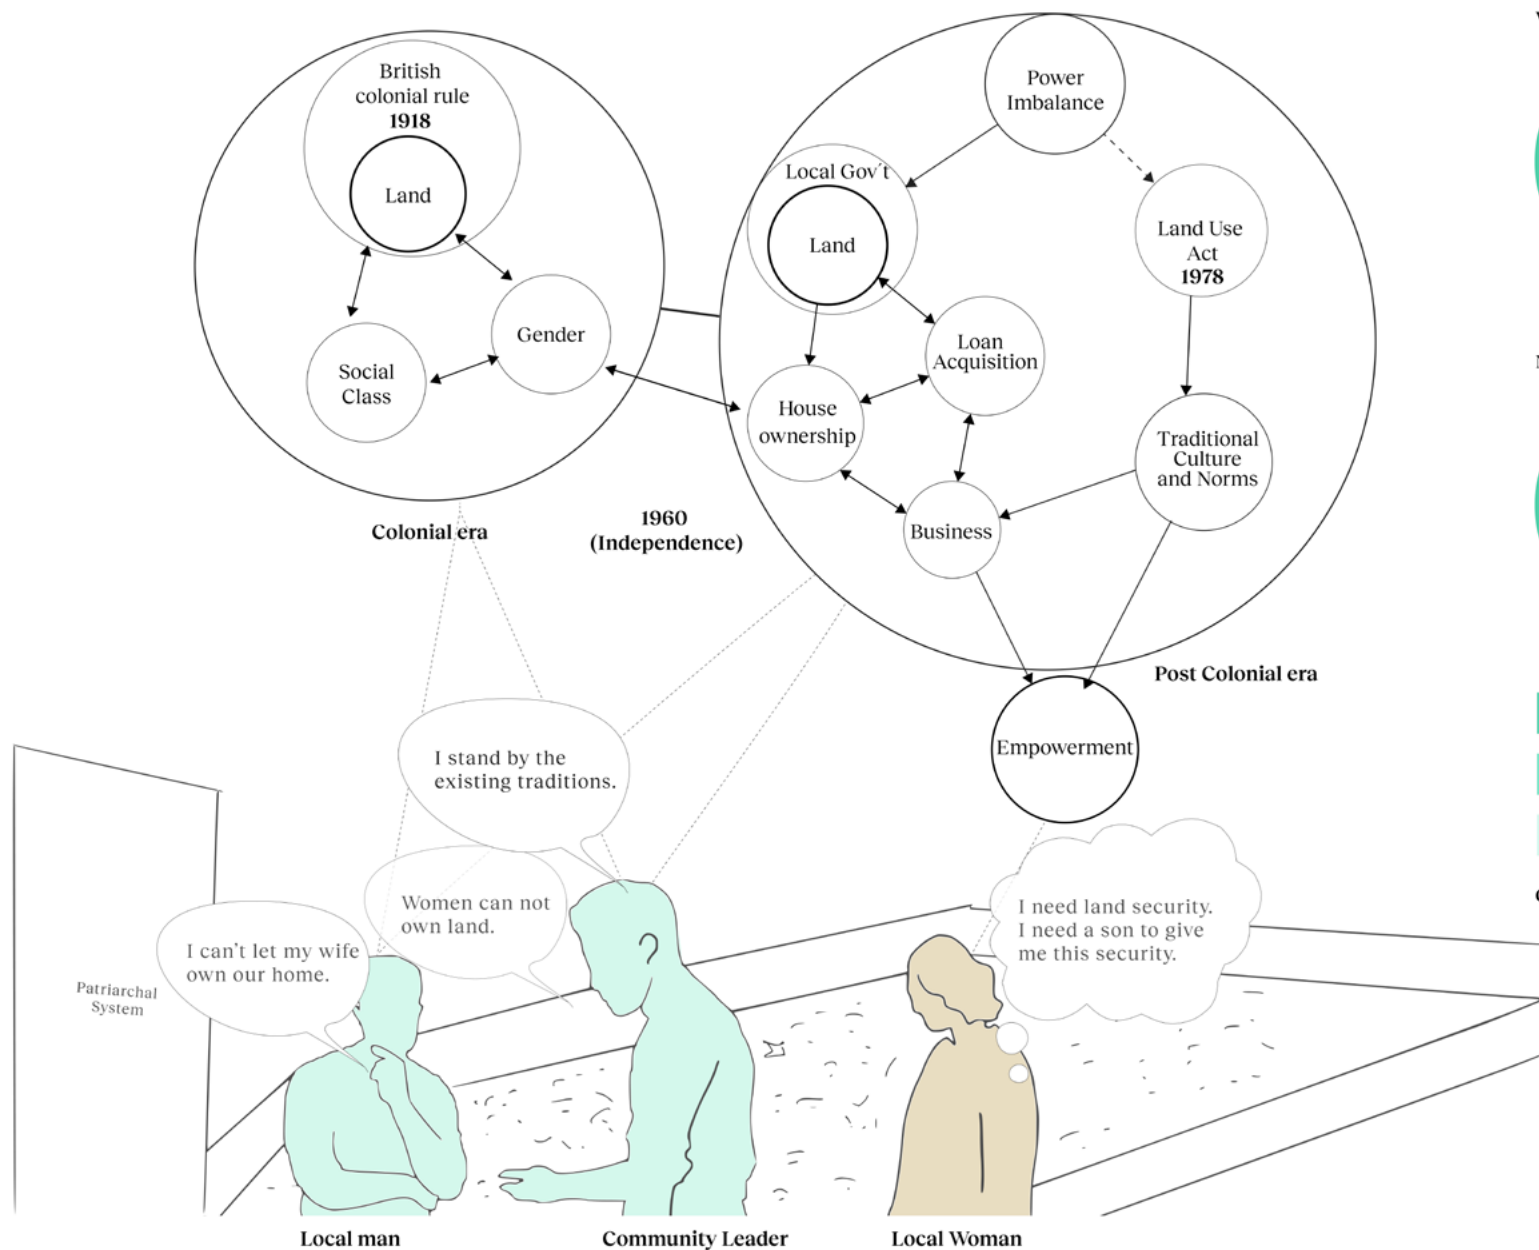 British
colonial rule
1918
Land
Social
Class
Gender
Colonial era
1960
(Independence)
Power
Imbalance
Local Gov´t
Land
Land Use
Act
1978
Loan
Acquisition
House
ownership
Traditional
Culture
and Norms
Business
Post Colonial era
Empowerment
I stand by the
existing traditions.
Women can not
own land.
I can't let my wife
own our home.
I need land security.
I need a son to give
me this security.
Patriarchal
System
Local man
Community Leader
Local Woman